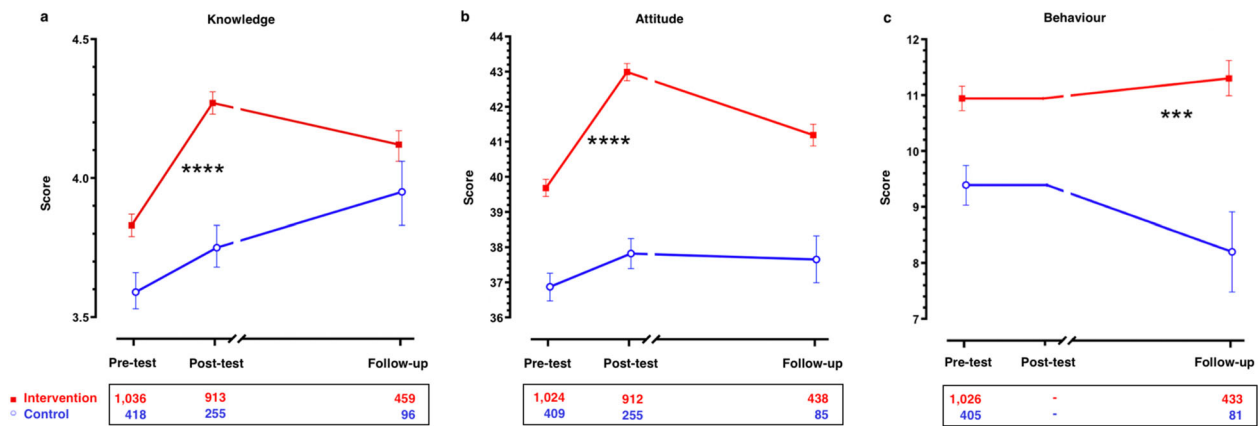 a
Knowledge
4.5
4.0
3.5
Score
****
Pre-test
Post-test
Follow-up
b
Attitude
44
43
42
41
40
39
38
37
36
Score
****
Pre-test
Post-test
Follow-up
c
Behaviour
12
11
10
9
8
7
Score
***
Pre-test
Post-test
Follow-up
Intervention 1,036 913 459
Control 418 255 96
1,024 912 438
409 255 85
1,026 - 433
405 - 81